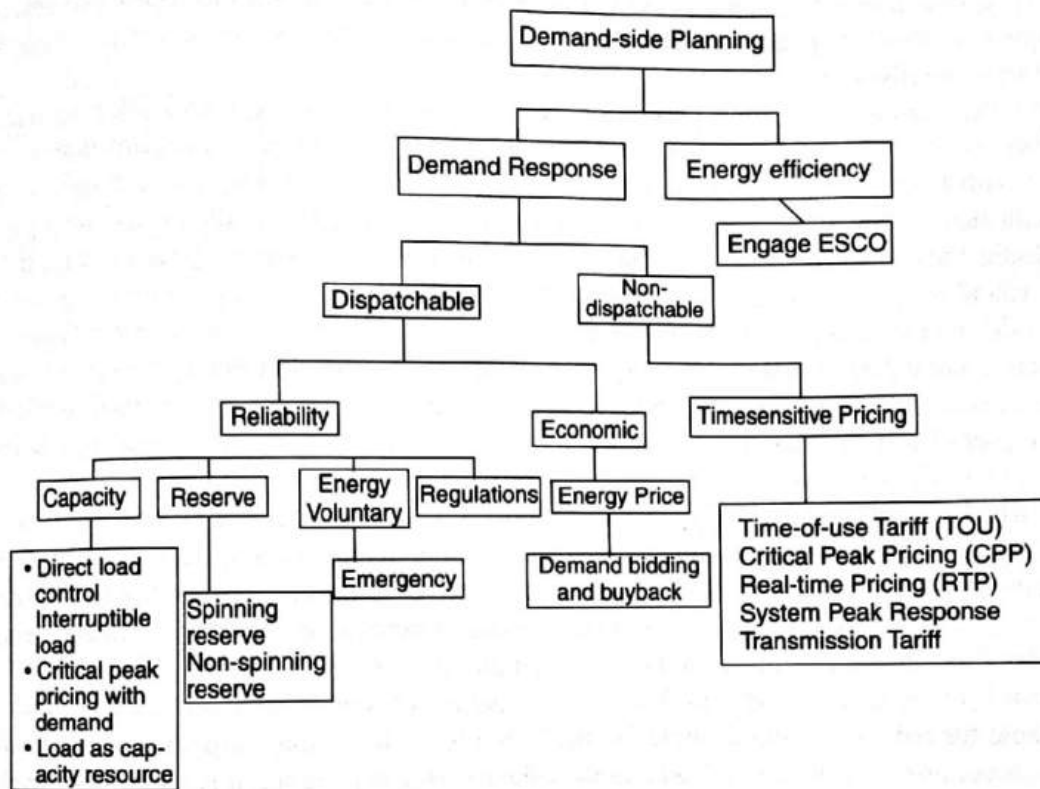 Demand-side Planning
Demand Response
Energy efficiency
Engage ESCO
Dispatchable
Non-
dispatchable
Reliability
Economic
Timesensitive Pricing
Capacity
Reserve
Energy
Voluntary
Regulations
Energy Price
• Direct load
control
Interruptible
load
• Critical peak
pricing with
demand
• Load as cap-
acity resource
Spinning
reserve
Non-spinning
reserve
Emergency
Demand bidding
and buyback
Time-of-use Tariff (TOU)
Critical Peak Pricing (CPP)
Real-time Pricing (RTP)
System Peak Response
Transmission Tariff